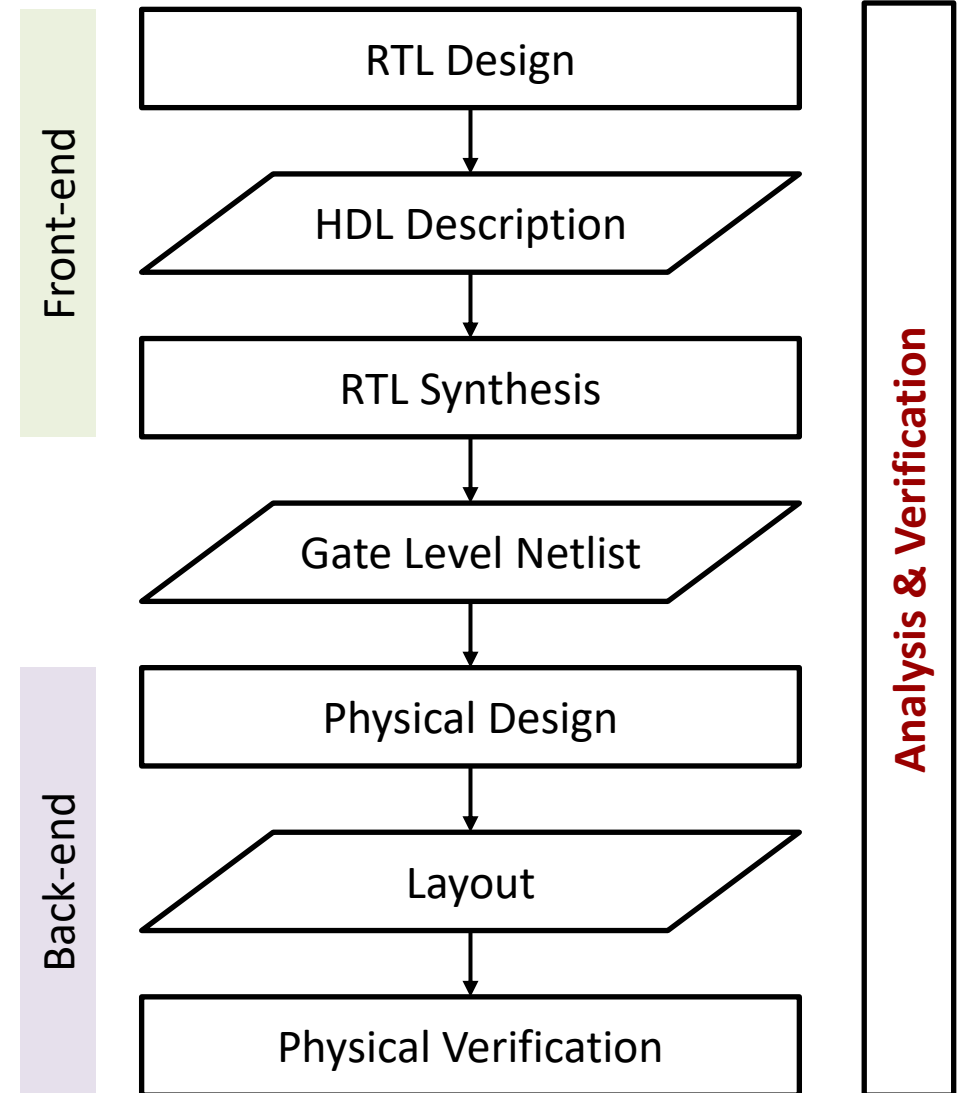 Front-end
RTL Design
HDL Description
RTL Synthesis
Gate Level Netlist
Back-end
Physical Design
Layout
Physical Verification
Analysis & Verification